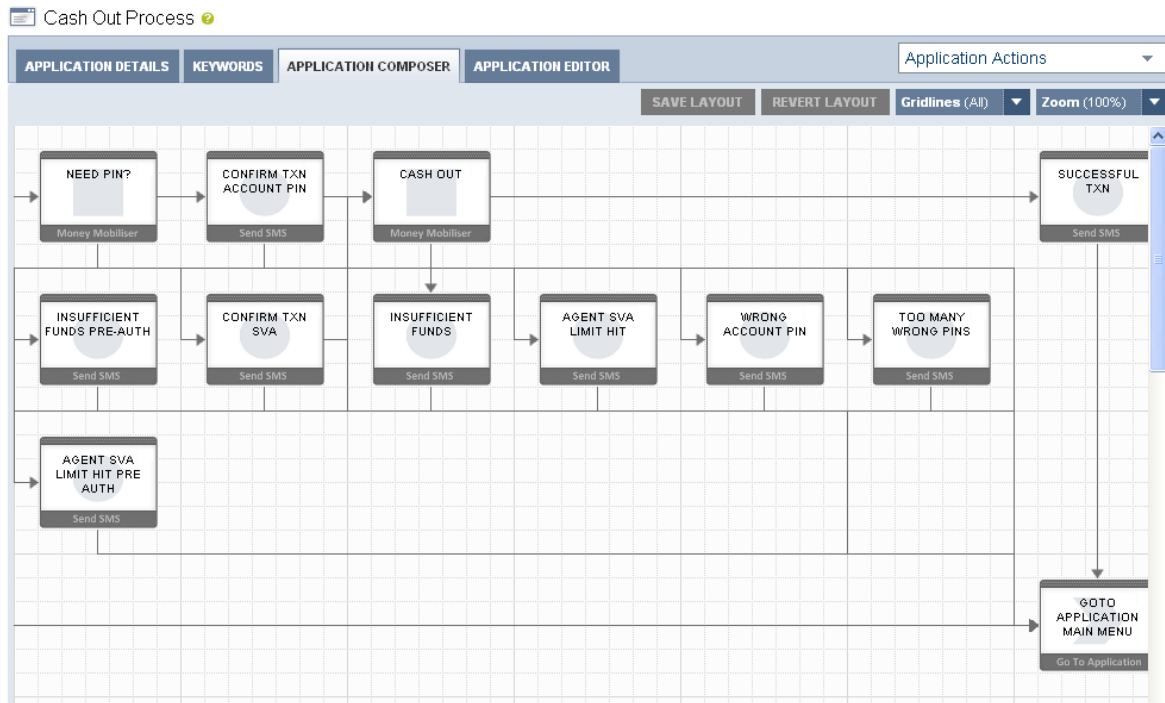 Cash Out Process
APPLICATION DETAILS
KEYWORDS
APPLICATION COMPOSER
APPLICATION EDITOR
Application Actions
SAVE LAYOUT
REVERT LAYOUT
Gridlines (All)
Zoom (100%)
NEED PIN?
Money Mobiliser
CONFIRM TXN
ACCOUNT PIN
Send SMS
CASH OUT
Money Mobiliser
SUCCESSFUL
TXN
Send SMS
INSUFFICIENT
FUNDS PRE-AUTH
Send SMS
CONFIRM TXN
SVA
Send SMS
INSUFFICIENT
FUNDS
Send SMS
AGENT SVA
LIMIT HIT
Send SMS
WRONG
ACCOUNT PIN
Send SMS
TOO MANY
WRONG PINS
Send SMS
AGENT SVA
LIMIT HIT PRE
AUTH
Send SMS
GOTO
APPLICATION
MAIN MENU
Go To Application